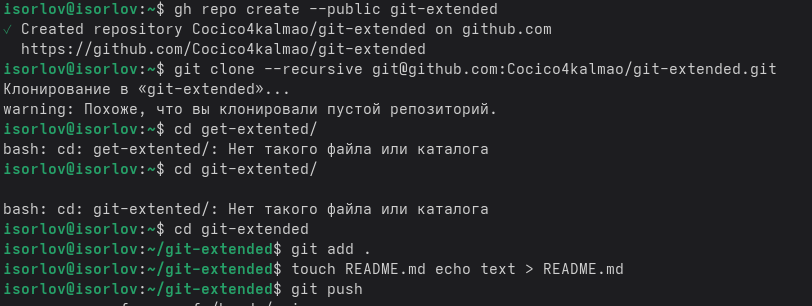 isorlov@isorlov:~$ gh repo create --public git-extended
✓ Created repository Cocico4kalmao/git-extended on github.com
  https://github.com/Cocico4kalmao/git-extended
isorlov@isorlov:~$ git clone --recursive git@github.com:Cocico4kalmao/git-extended.git
Клонирование в «git-extended»...
warning: Похоже, что вы клонировали пустой репозиторий.
isorlov@isorlov:~$ cd get-extented/
bash: cd: get-extented/: Нет такого файла или каталога
isorlov@isorlov:~$ cd git-extented/
bash: cd: git-extented/: Нет такого файла или каталога
isorlov@isorlov:~$ cd git-extended
isorlov@isorlov:~/git-extended$ git add .
isorlov@isorlov:~/git-extended$ touch README.md echo text > README.md
isorlov@isorlov:~/git-extended$ git push